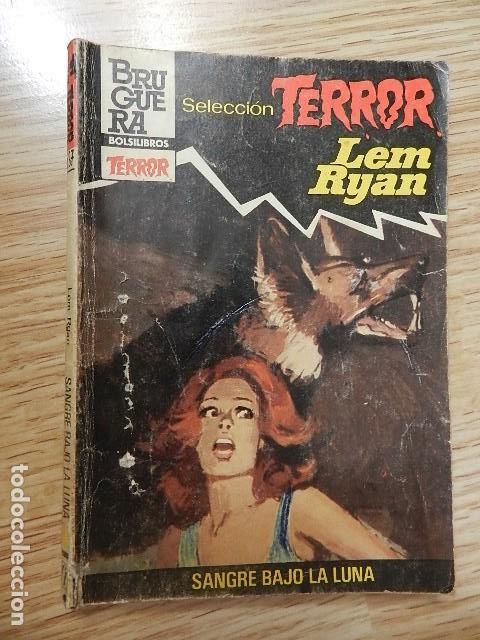 BRU
GUE
RA
BOLSILIBROS
TERROR
Selección TERROR
Lem
Ryan
SANGRE BAJO LA LUNA
Lem Ryan
SANGRE BAJO LA LUNA
todocoleccion